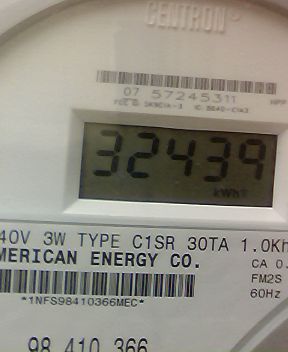 CENTRON®
07 57245311
32439
kWh
40V 3W TYPE C1SR 30TA 1.0Kh
MERICAN ENERGY CO.
CA 0.
FM2S
60Hz
*1NFS98410366MEC*
98 410 366